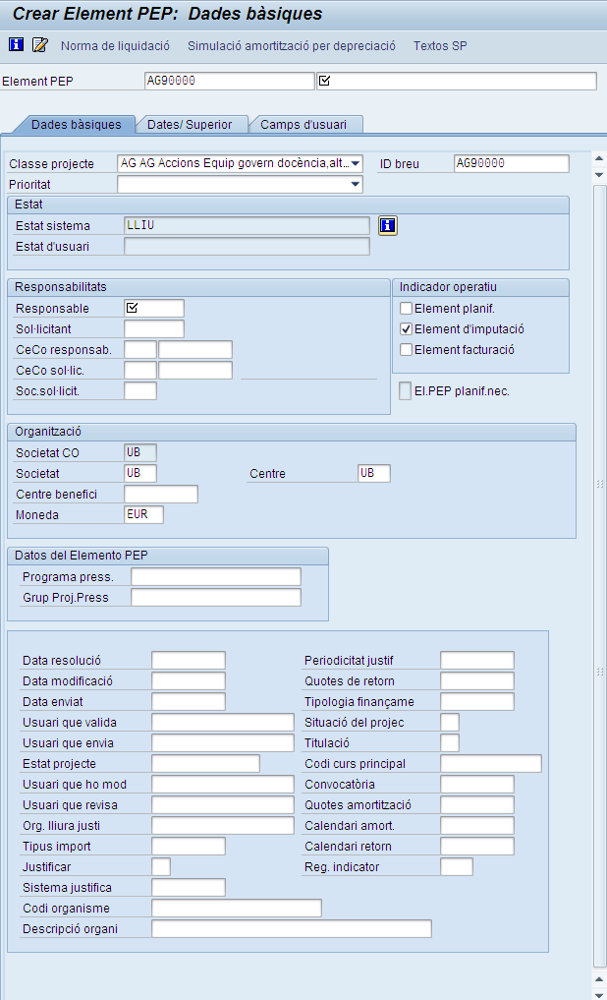 Crear Element PEP: Dades bàsiques
Norma de liquidació Simulació amortització per depreciació Textos SP
Element PEP AG90000
Dades bàsiques Dates/ Superior Camps d'usuari
Classe projecte AG AG Accions Equip govern docència,alt... ID breu AG90000
Prioritat
Estat
Estat sistema LLIU
Estat d'usuari
Responsabilitats Indicador operatiu
Responsable Element planif.
Sol·licitant Element d'imputació
CeCo responsab. Element facturació
CeCo sol·lic.
Soc.sol·licit. El.PEP planif.nec.
Organització
Societat CO UB
Societat UB Centre UB
Centre benefici
Moneda EUR
Datos del Elemento PEP
Programa press.
Grup Proj.Press
Data resolució Periodicitat justif
Data modificació Quotes de retorn
Data enviat Tipologia finançame
Usuari que valida Situació del projec
Usuari que envia Titulació
Estat projecte Codi curs principal
Usuari que ho mod Convocatòria
Usuari que revisa Quotes amortització
Org. lliura justi Calendari amort.
Tipus import Calendari retorn
Justificar Reg. indicator
Sistema justifica
Codi organisme
Descripció organi